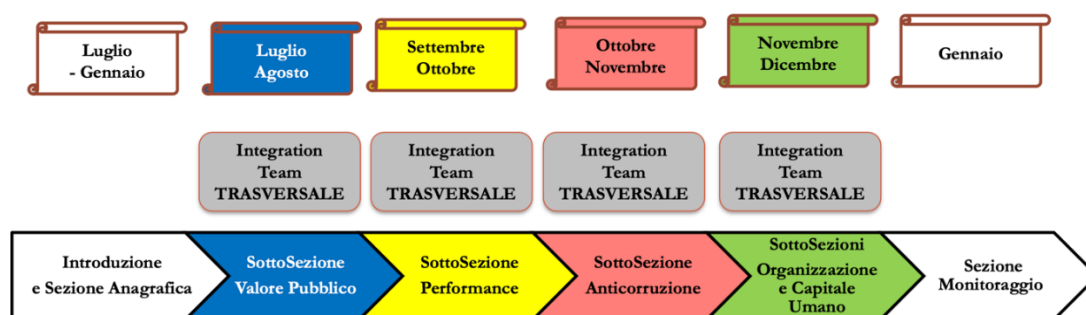 Luglio
- Gennaio
Luglio
Agosto
Settembre
Ottobre
Ottobre
Novembre
Novembre
Dicembre
Gennaio
Integration
Team
TRASVERSALE
Integration
Team
TRASVERSALE
Integration
Team
TRASVERSALE
Integration
Team
TRASVERSALE
Introduzione
e Sezione Anagrafica
SottoSezione
Valore Pubblico
SottoSezione
Performance
SottoSezione
Anticorruzione
SottoSezioni
Organizzazione
e Capitale
Umano
Sezione
Monitoraggio